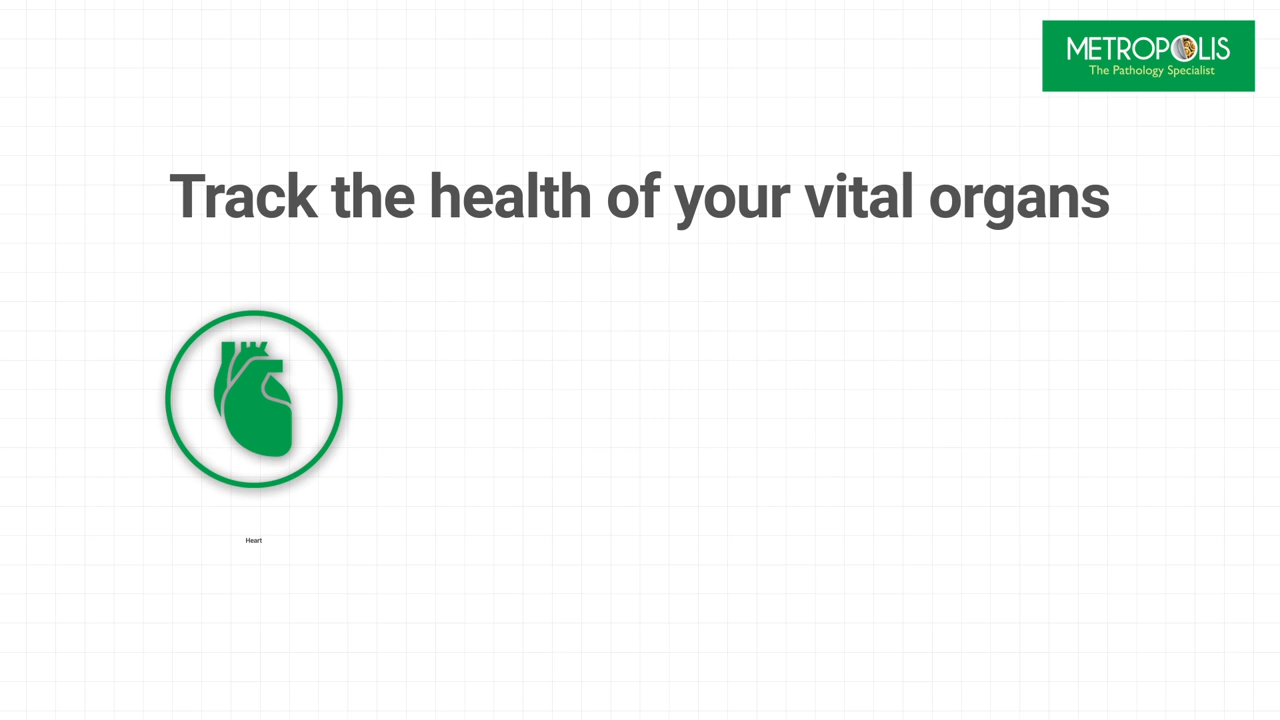 METROPOLIS
The Pathology Specialist
Track the health of your vital organs
Heart